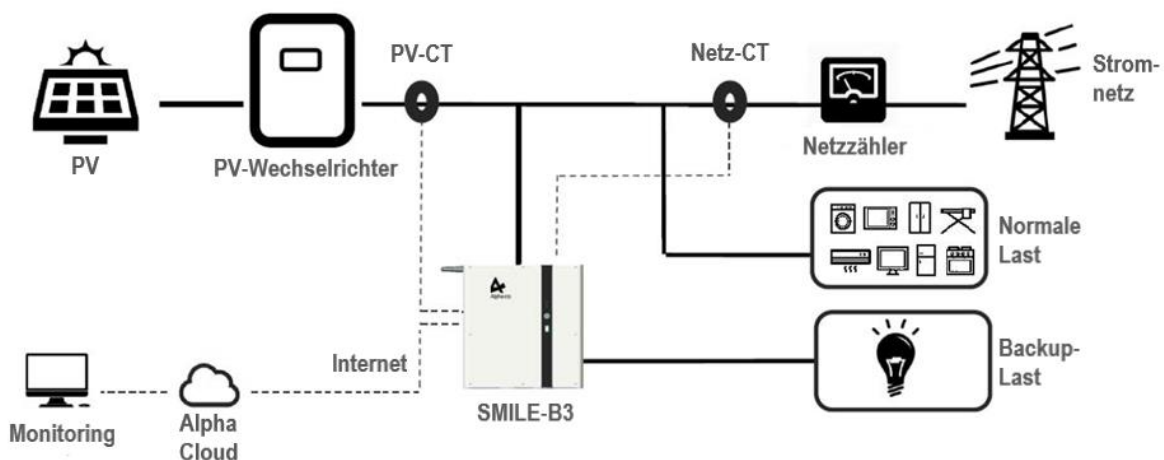 PV-CT
Netz-CT
Strom-
netz
PV
PV-Wechselrichter
Netzzähler
Normale
Last
Internet
Backup-
Last
SMILE-B3
Monitoring
Alpha
Cloud